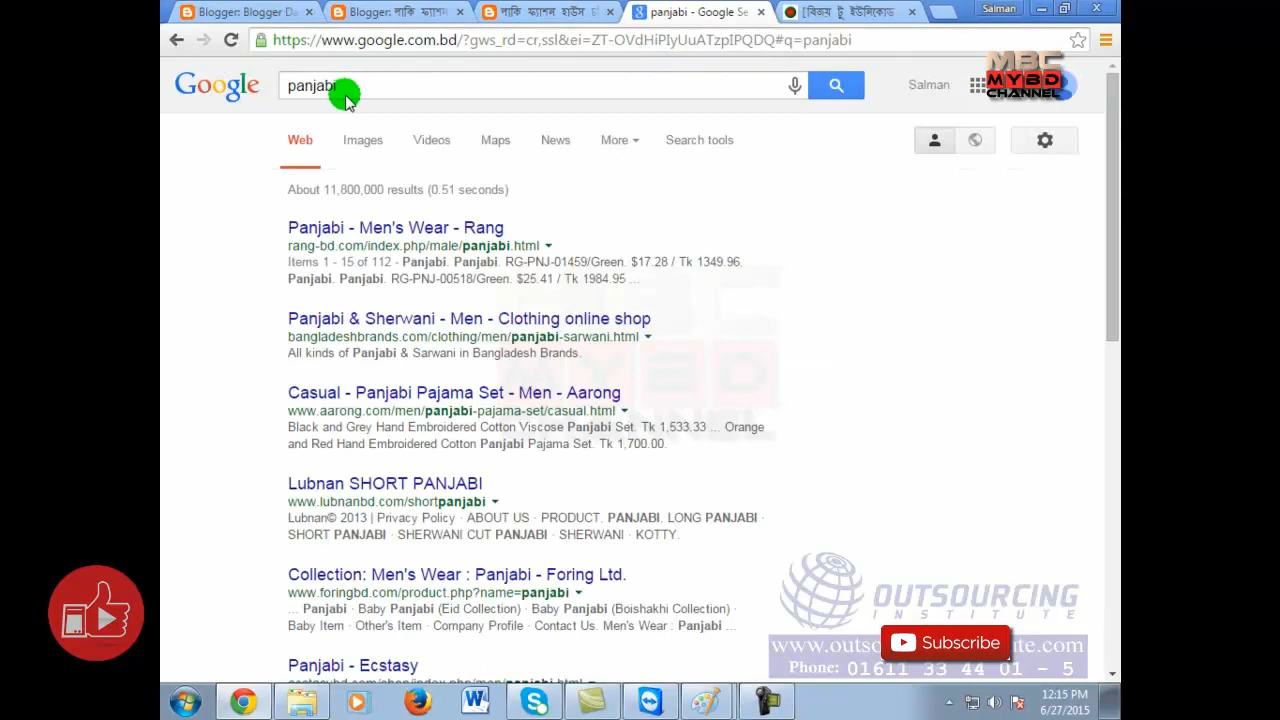 Blogger: Blogger Da
Blogger: লাকি ফ্যাশন
লাকি ফ্যাশন হাউস
panjabi - Google Se
[বিজয় টু ইউনিকোড
Salman
https://www.google.com.bd/?gws_rd=cr,ssl&ei=ZT-OVdHiPIyUuATzpIPQDQ#q=panjabi
Google
panjabi
Salman
MBC
MYBD
CHANNEL
Web Images Videos Maps News More Search tools
About 11,800,000 results (0.51 seconds)
Panjabi - Men's Wear - Rang
rang-bd.com/index.php/male/panjabi.html
Items 1 - 15 of 112 - Panjabi. Panjabi. RG-PNJ-01459/Green. $17.28 / Tk 1349.96.
Panjabi. Panjabi. RG-PNJ-00518/Green. $25.41 / Tk 1984.95 ...
Panjabi & Sherwani - Men - Clothing online shop
bangladeshbrands.com/clothing/men/panjabi-sarwani.html
All kinds of Panjabi & Sarwani in Bangladesh Brands.
MBC
MYBD
CHANNEL
Casual - Panjabi Pajama Set - Men - Aarong
www.aarong.com/men/panjabi-pajama-set/casual.html
Black and Grey Hand Embroidered Cotton Viscose Panjabi Set. Tk 1,533.33 ... Orange
and Red Hand Embroidered Cotton Panjabi Pajama Set. Tk 1,700.00.
Lubnan SHORT PANJABI
www.lubnanbd.com/shortpanjabi
Lubnan© 2013 | Privacy Policy · ABOUT US · PRODUCT. PANJABI. LONG PANJABI ·
SHORT PANJABI · SHERWANI CUT PANJABI · SHERWANI · KOTTY.
Collection: Men's Wear : Panjabi - Foring Ltd.
www.foringbd.com/product.php?name=panjabi
... Panjabi · Baby Panjabi (Eid Collection) · Baby Panjabi (Boishakhi Collection) ·
Baby Item · Other's Item · Company Profile · Contact Us. Men's Wear : Panjabi ...
Panjabi - Ecstasy
OUTSOURCING
INSTITUTE
Subscribe
Phone: 01611 33 44 01 - 5
12:15 PM
6/27/2015